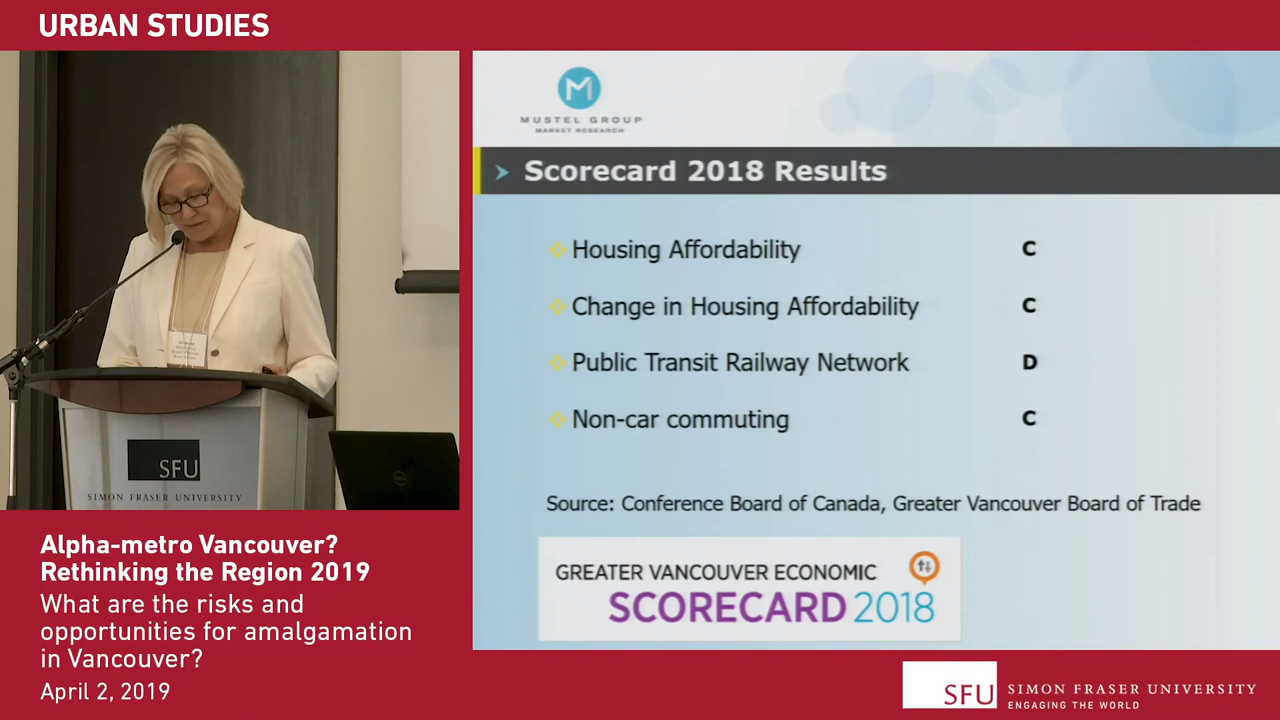 URBAN STUDIES
M
MUSTEL GROUP
MARKET RESEARCH
Scorecard 2018 Results
Housing Affordability C
Change in Housing Affordability C
Public Transit Railway Network D
Non-car commuting C
Source: Conference Board of Canada, Greater Vancouver Board of Trade
GREATER VANCOUVER ECONOMIC
SCORECARD 2018
SFU
SIMON FRASER UNIVERSITY
Alpha-metro Vancouver?
Rethinking the Region 2019
What are the risks and
opportunities for amalgamation
in Vancouver?
April 2, 2019
SFU
SIMON FRASER UNIVERSITY
ENGAGING THE WORLD